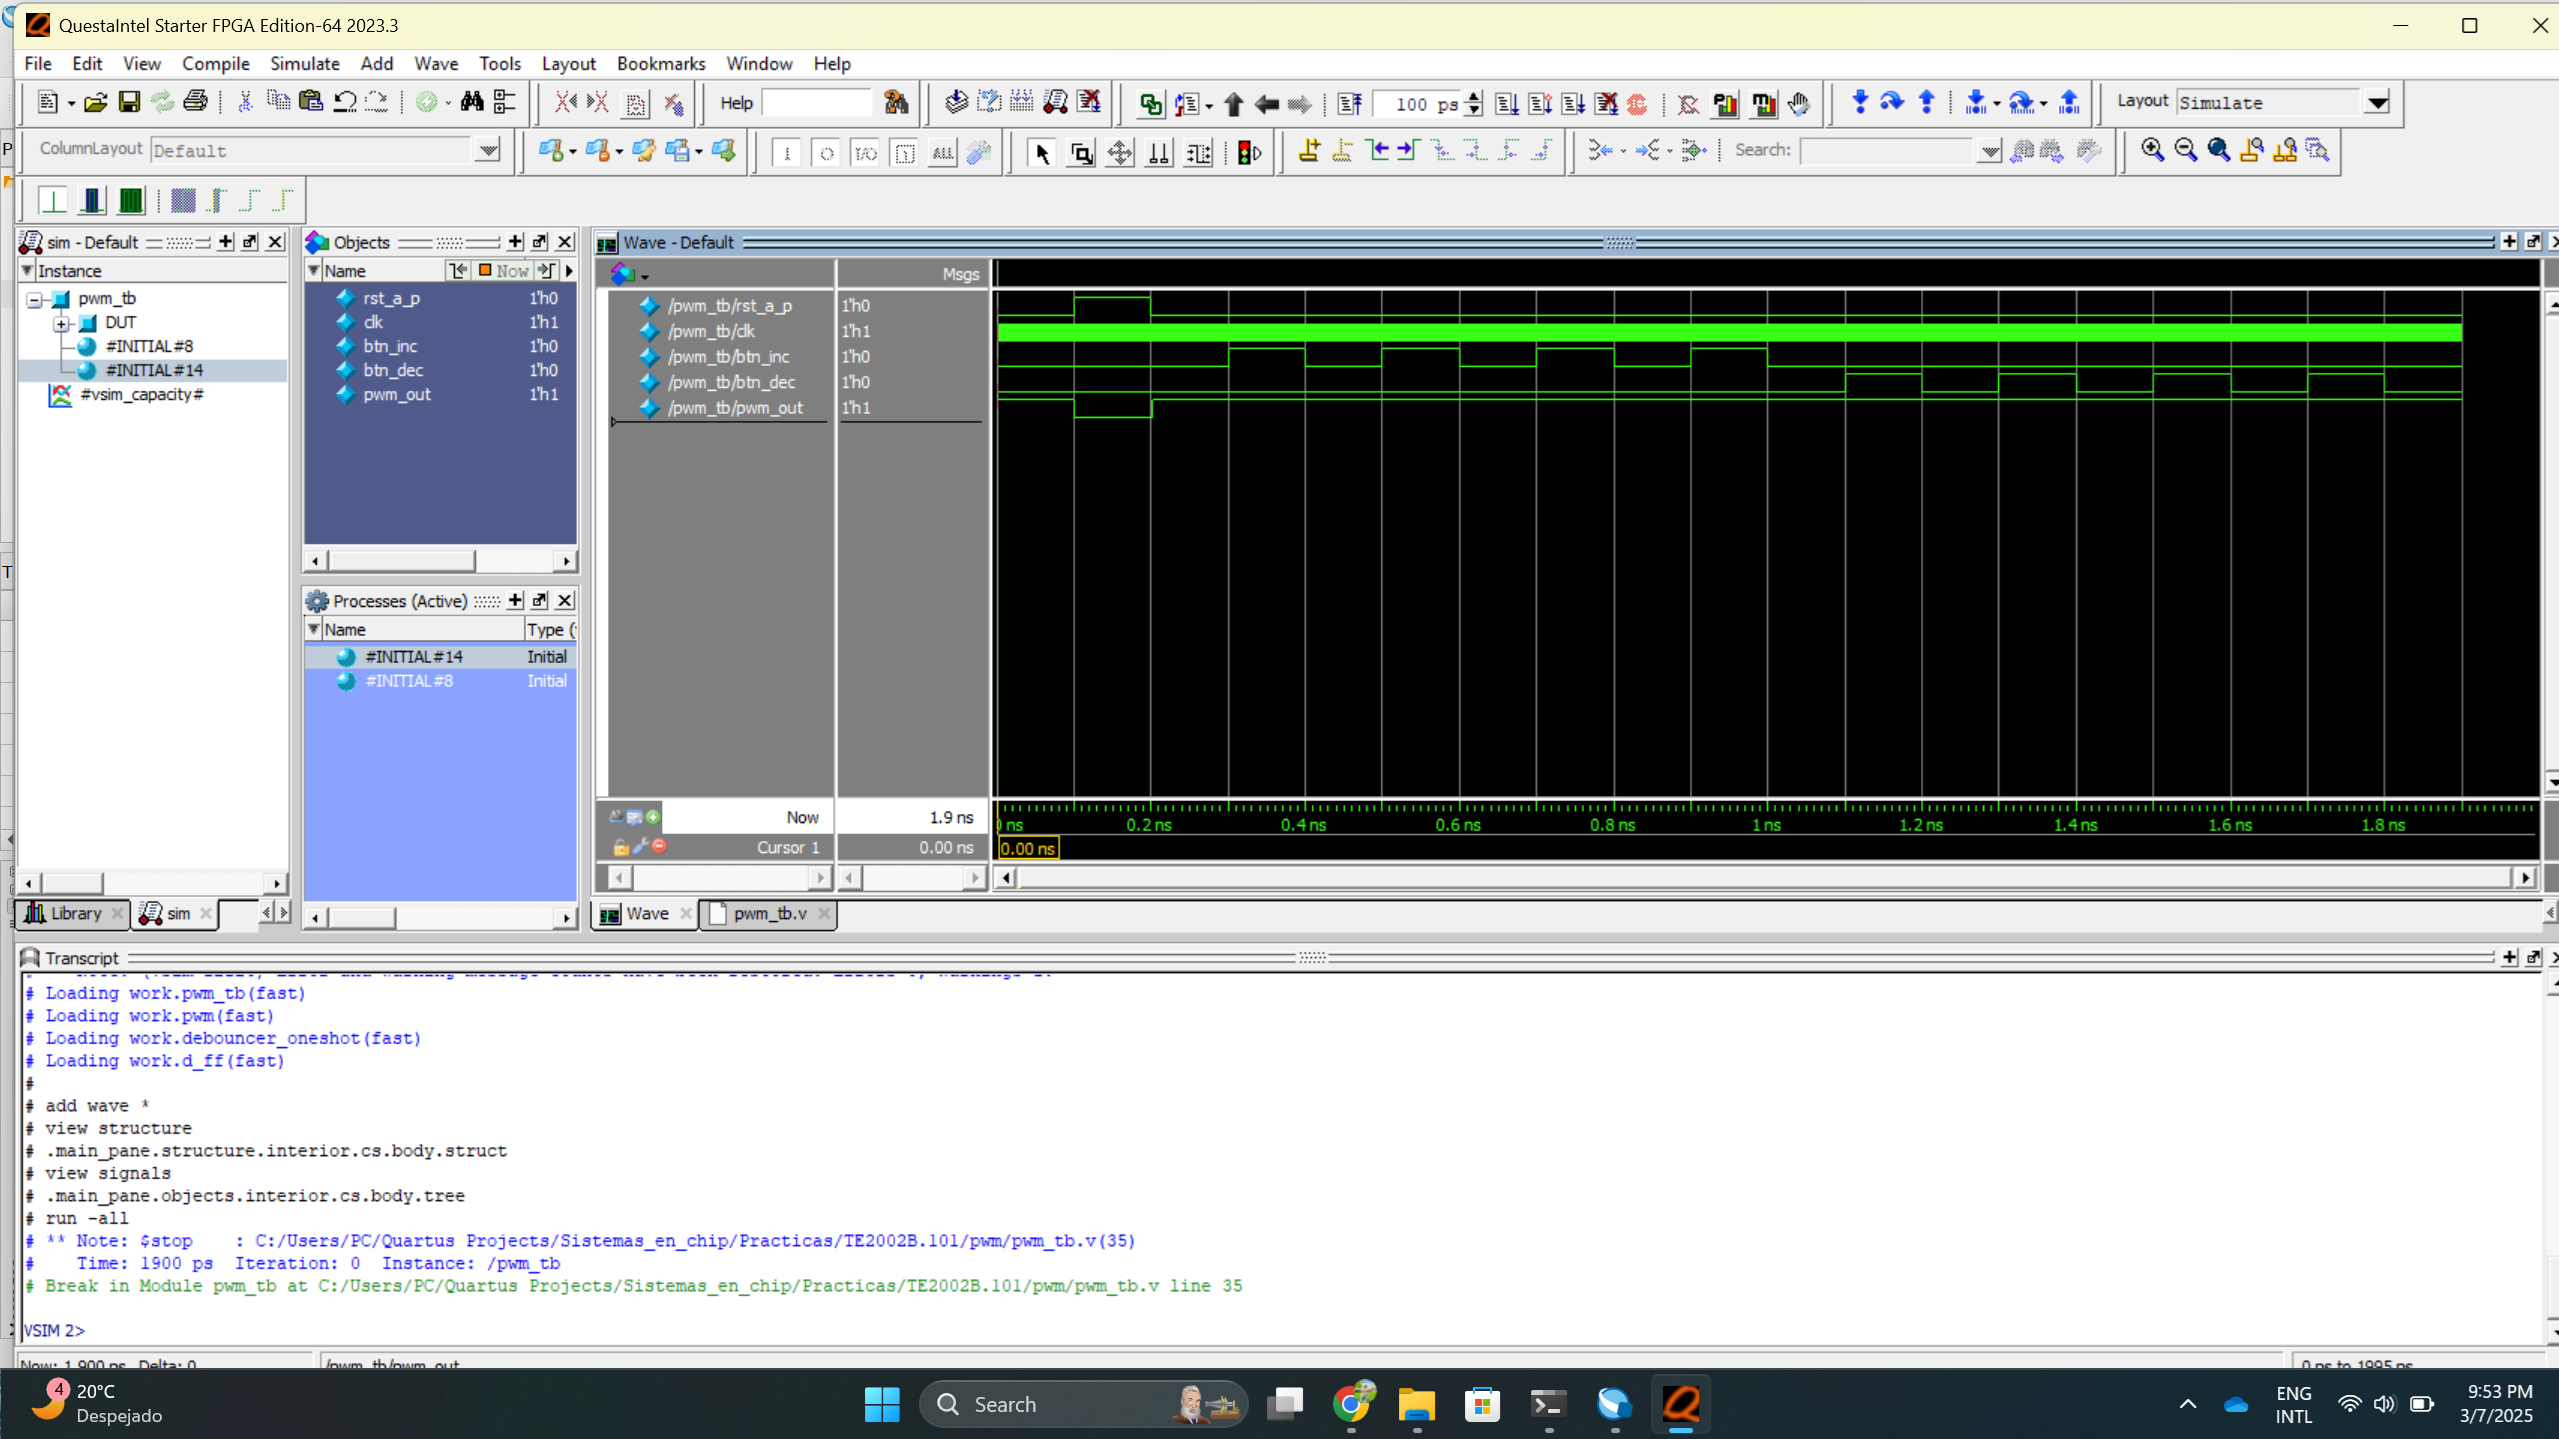 QuestaIntel Starter FPGA Edition-64 2023.3
File Edit View Compile Simulate Add Wave Tools Layout Bookmarks Window Help
Help
100 ps
Layout Simulate
ColumnLayout Default
ALL
Search:
sim - Default
Instance
pwm_tb
DUT
#INITIAL#8
#INITIAL#14
#vsim_capacity#
Library
sim
Objects
Name
Now
rst_a_p 1'h0
clk 1'h1
btn_inc 1'h0
btn_dec 1'h0
pwm_out 1'h1
Processes (Active)
Name Type (
#INITIAL#14 Initial
#INITIAL#8 Initial
Wave - Default
Msgs
/pwm_tb/rst_a_p 1'h0
/pwm_tb/clk 1'h1
/pwm_tb/btn_inc 1'h0
/pwm_tb/btn_dec 1'h0
/pwm_tb/pwm_out 1'h1
Now 1.9 ns
Cursor 1 0.00 ns
ns 0.2 ns 0.4 ns 0.6 ns 0.8 ns 1 ns 1.2 ns 1.4 ns 1.6 ns 1.8 ns
0.00 ns
Wave pwm_tb.v
Transcript
# Loading work.pwm_tb(fast)
# Loading work.pwm(fast)
# Loading work.debouncer_oneshot(fast)
# Loading work.d_ff(fast)
#
# add wave *
# view structure
# .main_pane.structure.interior.cs.body.struct
# view signals
# .main_pane.objects.interior.cs.body.tree
# run -all
# ** Note: $stop    : C:/Users/PC/Quartus Projects/Sistemas_en_chip/Practicas/TE2002B.101/pwm/pwm_tb.v(35)
#    Time: 1900 ps  Iteration: 0  Instance: /pwm_tb
# Break in Module pwm_tb at C:/Users/PC/Quartus Projects/Sistemas_en_chip/Practicas/TE2002B.101/pwm/pwm_tb.v line 35
VSIM 2>
Now: 1,900 ps Delta: 0
/pwm_tb/pwm_out
0 ns to 1995 ps
4
20°C
Despejado
Search
ENG
INTL
9:53 PM
3/7/2025